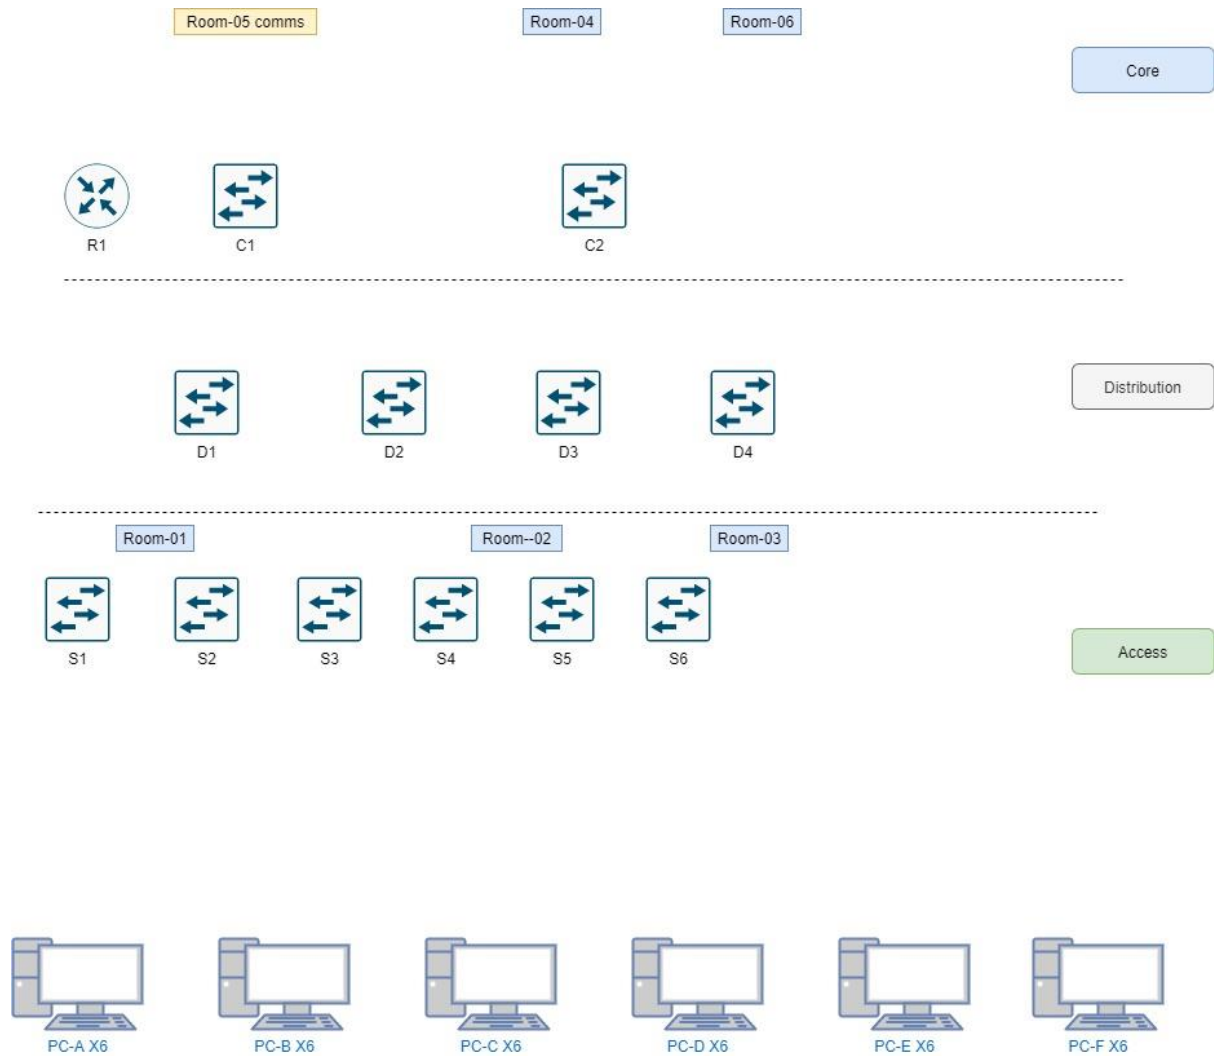 Room-05 comms
Room-04
Room-06
Core
R1
C1
C2
D1
D2
D3
D4
Distribution
Room-01
Room--02
Room-03
S1
S2
S3
S4
S5
S6
Access
PC-A X6
PC-B X6
PC-C X6
PC-D X6
PC-E X6
PC-F X6